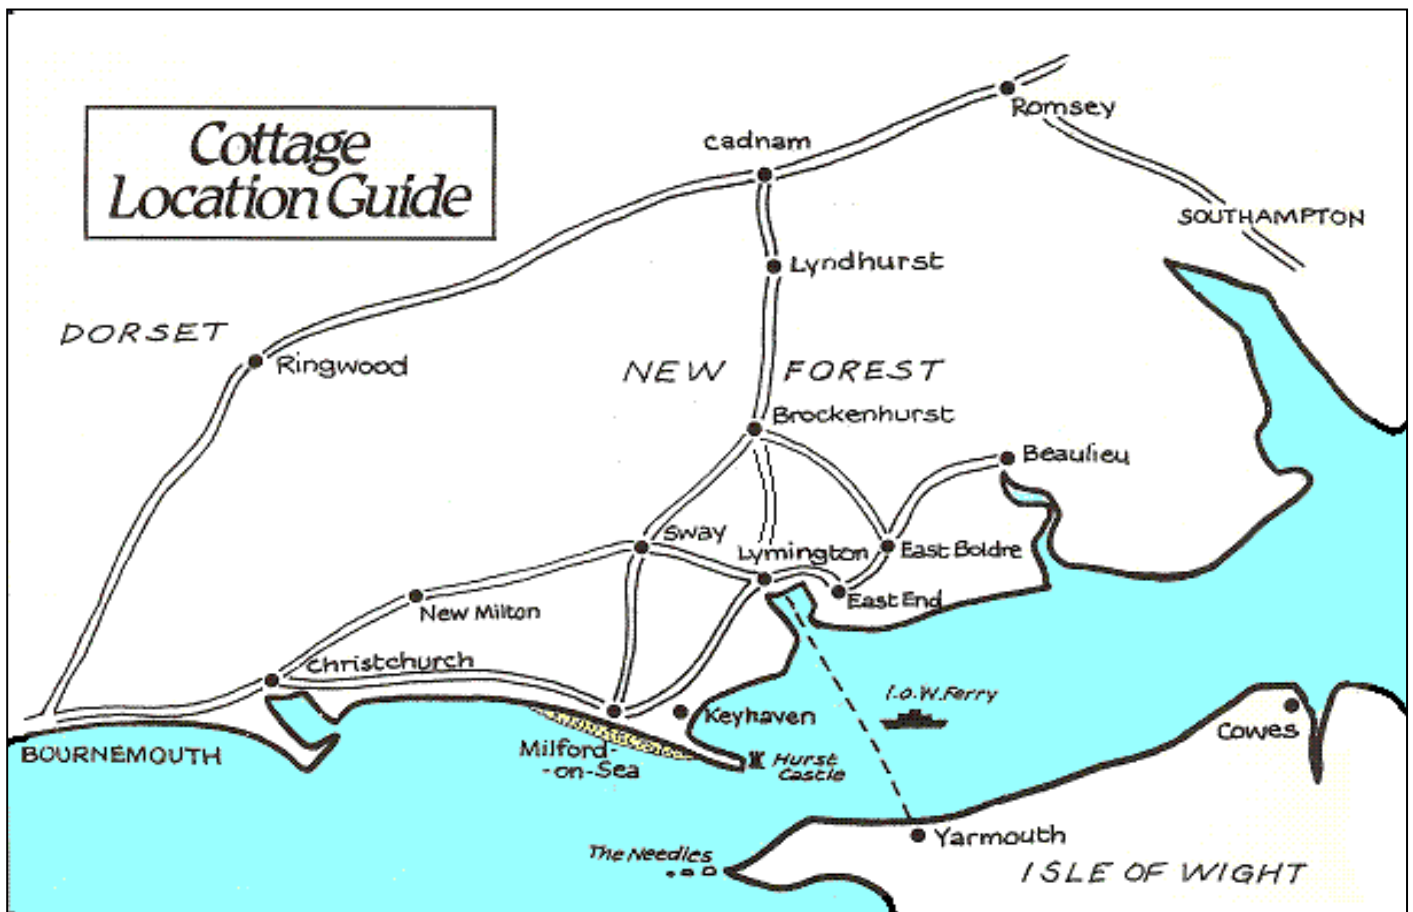 Cottage
Location Guide
Romsey
Cadnam
SOUTHAMPTON
Lyndhurst
DORSET
Ringwood
NEW FOREST
Brockenhurst
Beaulieu
Sway
Lymington
East Boldre
East End
New Milton
Christchurch
I.o.W. Ferry
Keyhaven
Cowes
BOURNEMOUTH
Milford-
-on-Sea
Hurst
Castle
Yarmouth
The Needles
ISLE OF WIGHT